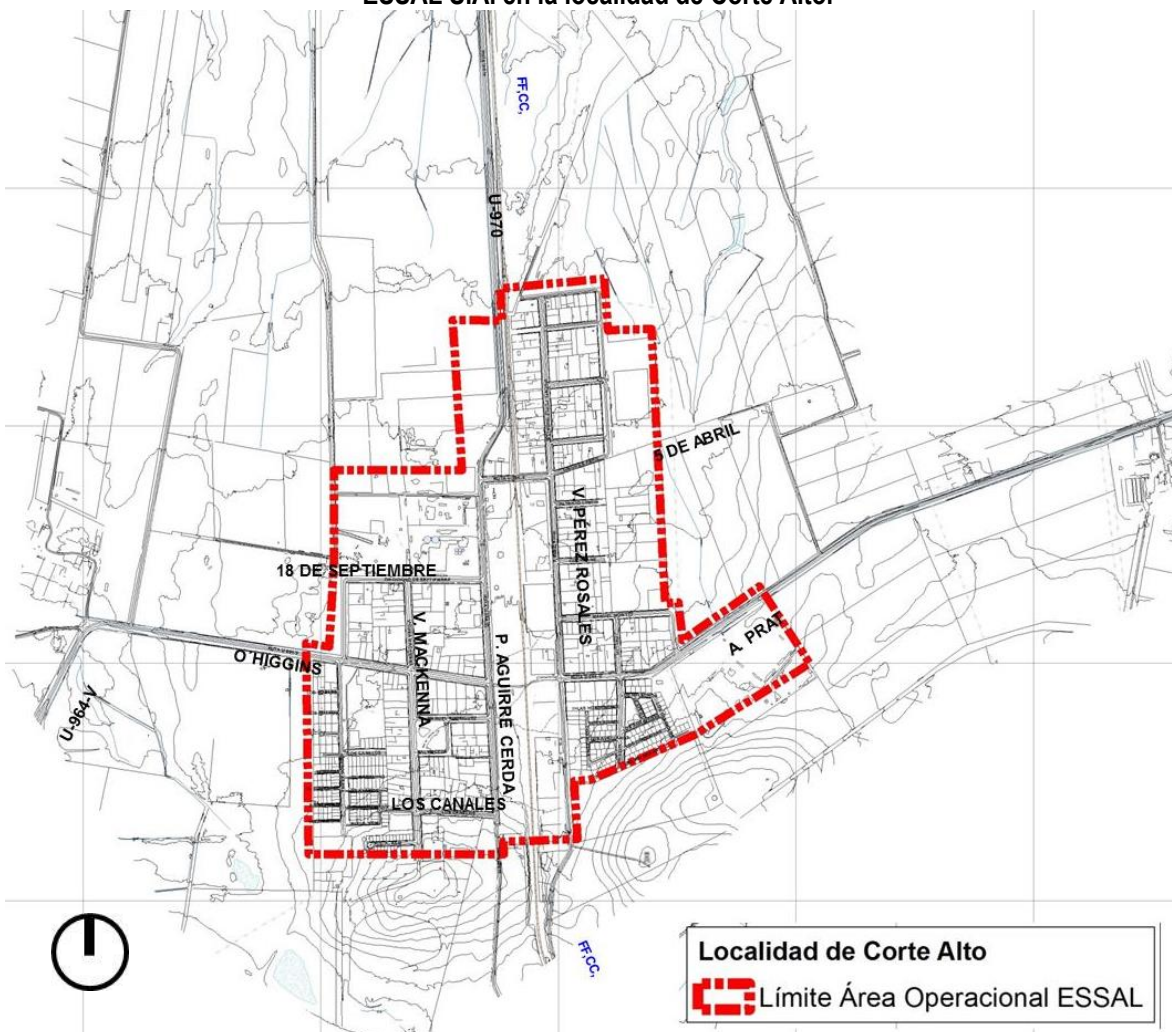 ESSAL S.A. en la localidad de Corte Alto.
FF,CC,
U-970
5 DE ABRIL
V. PÉREZ ROSALES
18 DE SEPTIEMBRE
A. PRAT
O'HIGGINS
V. MACKENNA
P. AGUIRRE CERDA
U-964-7
LOS CANALES
FF,CC,
Localidad de Corte Alto
Límite Área Operacional ESSAL